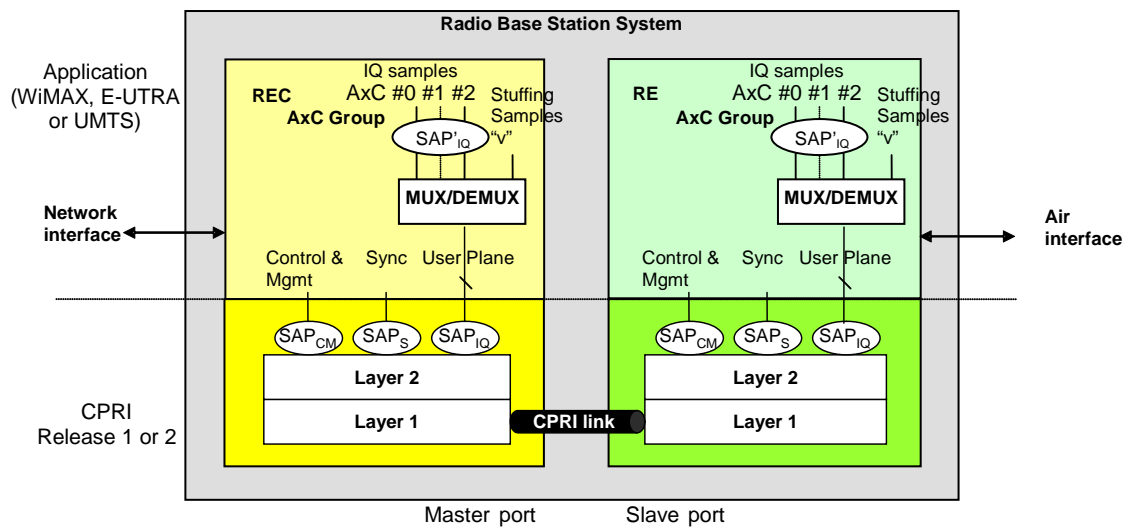 Radio Base Station System
Application
(WiMAX, E-UTRA
or UMTS)
IQ samples
REC AxC #0 #1 #2 Stuffing
AxC Group Samples
SAP'IQ "v"
MUX/DEMUX
IQ samples
RE AxC #0 #1 #2 Stuffing
AxC Group Samples
SAP'IQ "v"
MUX/DEMUX
Network
interface
Air
interface
Control & Sync User Plane
Mgmt
Control & Sync User Plane
Mgmt
SAPCM SAPS SAPIQ
SAPCM SAPS SAPIQ
Layer 2
Layer 2
CPRI
Release 1 or 2
Layer 1
CPRI link
Layer 1
Master port Slave port